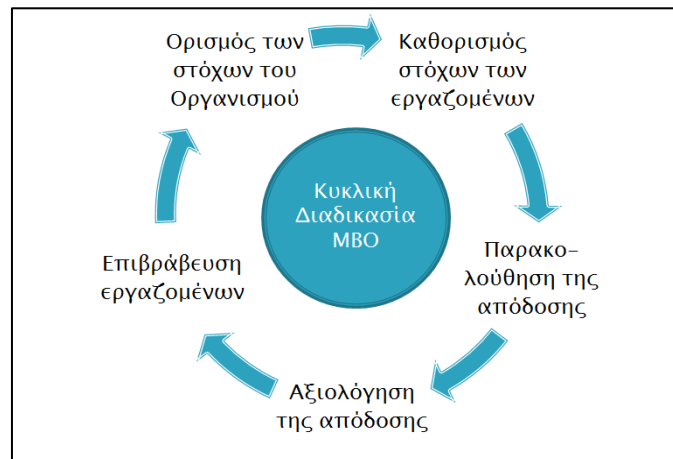 Ορισμός των
στόχων του
Οργανισμού
Καθορισμός
στόχων των
εργαζομένων
Παρακο-
λούθηση της
απόδοσης
Αξιολόγηση
της απόδοσης
Επιβράβευση
εργαζομένων
Κυκλική
Διαδικασία
MBO